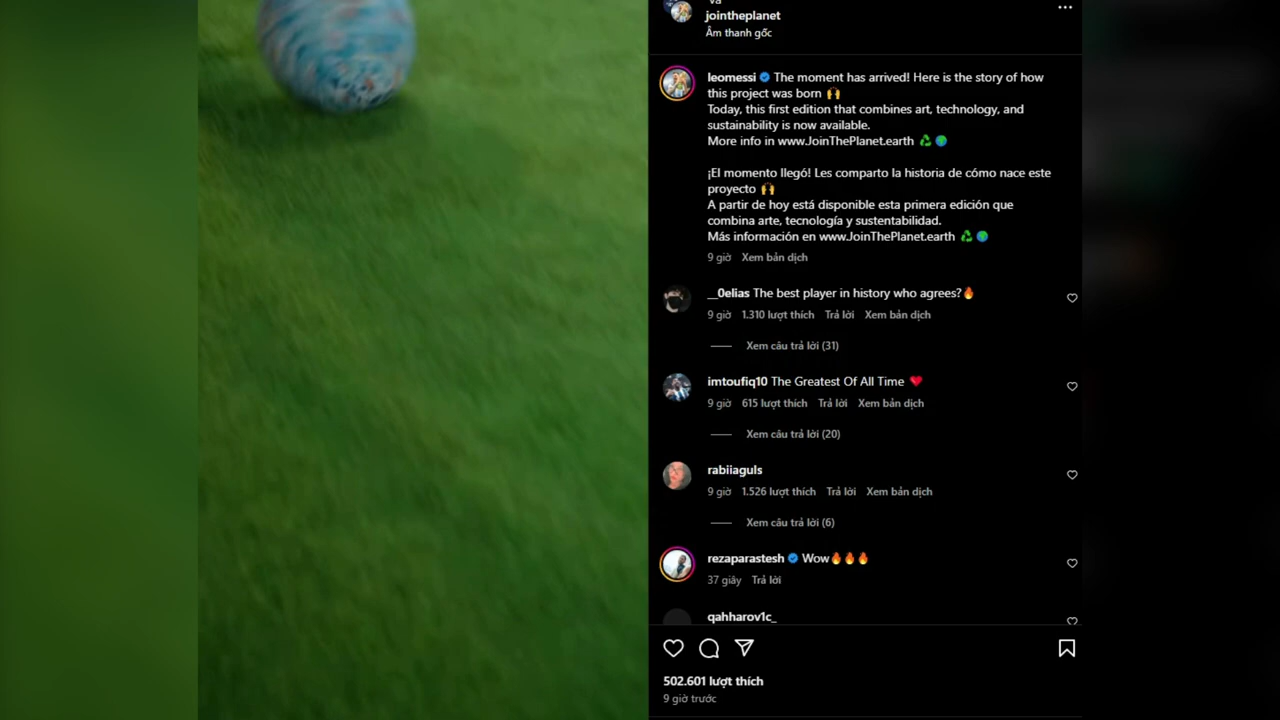 và
jointheplanet
Âm thanh gốc
leomessi The moment has arrived! Here is the story of how
this project was born 🙌
Today, this first edition that combines art, technology, and
sustainability is now available.
More info in www.JoinThePlanet.earth ♻️🌍
¡El momento llegó! Les comparto la historia de cómo nace este
proyecto 🙌
A partir de hoy está disponible esta primera edición que
combina arte, tecnología y sustentabilidad.
Más información en www.JoinThePlanet.earth ♻️🌍
9 giờ Xem bản dịch
__0elias The best player in history who agrees?🔥
9 giờ 1.310 lượt thích Trả lời Xem bản dịch
Xem câu trả lời (31)
imtoufiq10 The Greatest Of All Time ❤️
9 giờ 615 lượt thích Trả lời Xem bản dịch
Xem câu trả lời (20)
rabiiaguls
9 giờ 1.526 lượt thích Trả lời Xem bản dịch
Xem câu trả lời (6)
rezaparastesh Wow🔥🔥🔥
37 giây Trả lời
qahharov1c_
502.601 lượt thích
9 giờ trước